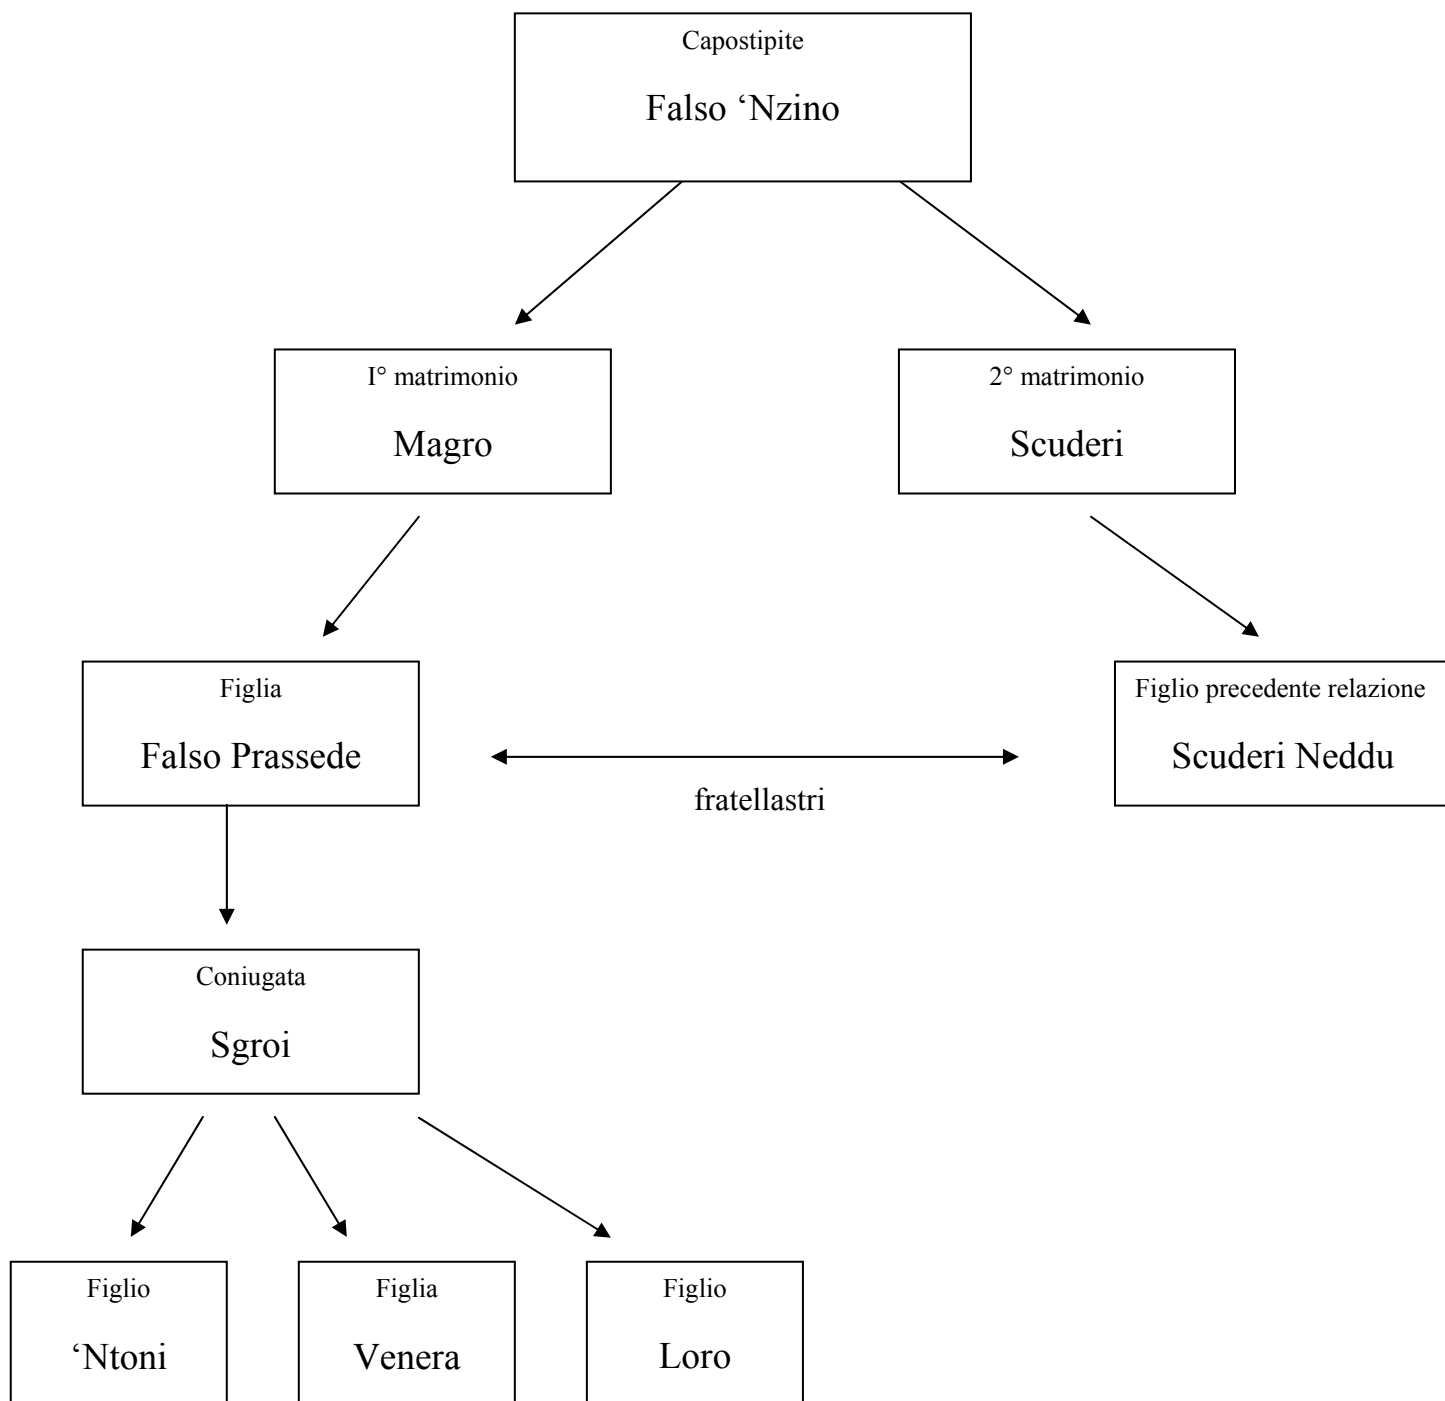 Capostipite
Falso ‘Nzino
I° matrimonio
Magro
2° matrimonio
Scuderi
Figlia
Falso Prassede
Figlio precedente relazione
Scuderi Neddu
fratellastri
Coniugata
Sgroi
Figlio
‘Ntoni
Figlia
Venera
Figlio
Loro